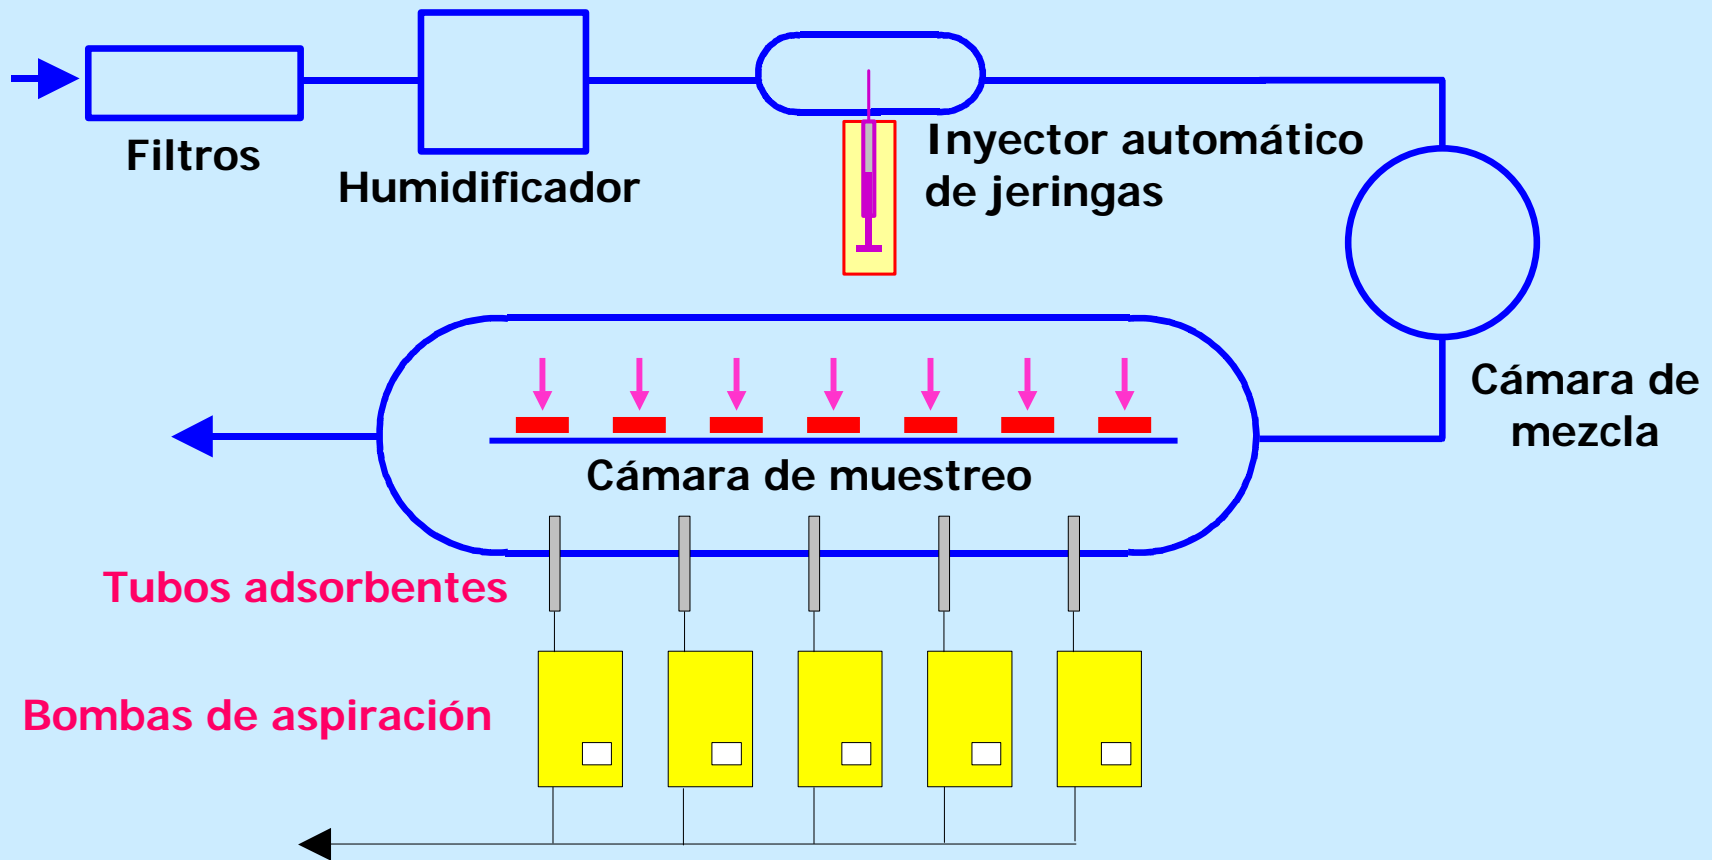 Filtros
Humidificador
Inyector automático
de jeringas
Cámara de
mezcla
Cámara de muestreo
Tubos adsorbentes
Bombas de aspiración